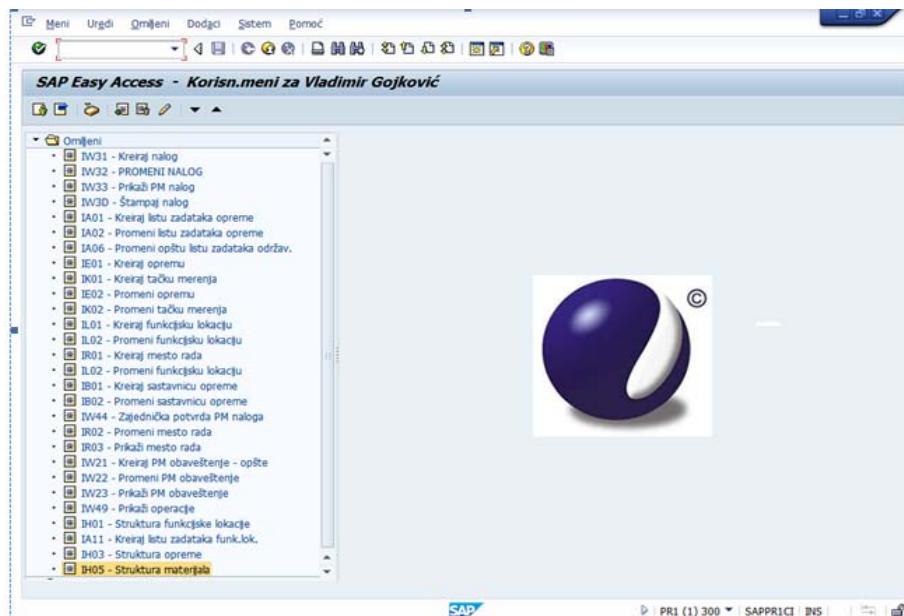 Meni Uredi Omiljeni Dodaci Sistem Pomoć
SAP Easy Access - Korisn.meni za Vladimir Gojković
Omiljeni
IW31 - Kreiraj nalog
IW32 - PROMENI NALOG
IW33 - Prikaži PM nalog
IW3D - Štampaj nalog
IA01 - Kreiraj listu zadataka opreme
IA02 - Promeni listu zadataka opreme
IA06 - Promeni opštu listu zadataka održav.
IE01 - Kreiraj opremu
IK01 - Kreiraj tačku merenja
IE02 - Promeni opremu
IK02 - Promeni tačku merenja
IL01 - Kreiraj funkcijsku lokaciju
IL02 - Promeni funkcijsku lokaciju
IR01 - Kreiraj mesto rada
IL02 - Promeni funkcijsku lokaciju
IB01 - Kreiraj sastavnicu opreme
IB02 - Promeni sastavnicu opreme
IW44 - Zajednička potvrda PM naloga
IR02 - Promeni mesto rada
IR03 - Prikaži mesto rada
IW21 - Kreiraj PM obaveštenje - opšte
IW22 - Promeni PM obaveštenje
IW23 - Prikaži PM obaveštenje
IW49 - Prikaži operacije
IH01 - Struktura funkcijske lokacije
IA11 - Kreiraj listu zadataka funk.lok.
IH03 - Struktura opreme
IH05 - Struktura materijala
©
SAP PR1 (1) 300 SAPPR1CI INS